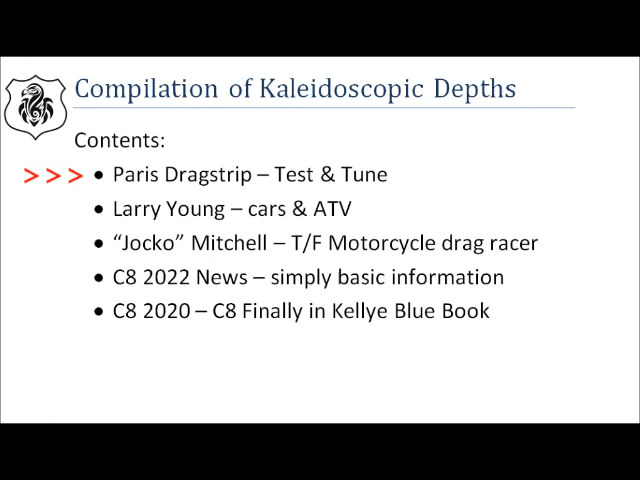 Compilation of Kaleidoscopic Depths
Contents:
>>> • Paris Dragstrip – Test & Tune
• Larry Young – cars & ATV
• “Jocko” Mitchell – T/F Motorcycle drag racer
• C8 2022 News – simply basic information
• C8 2020 – C8 Finally in Kellye Blue Book